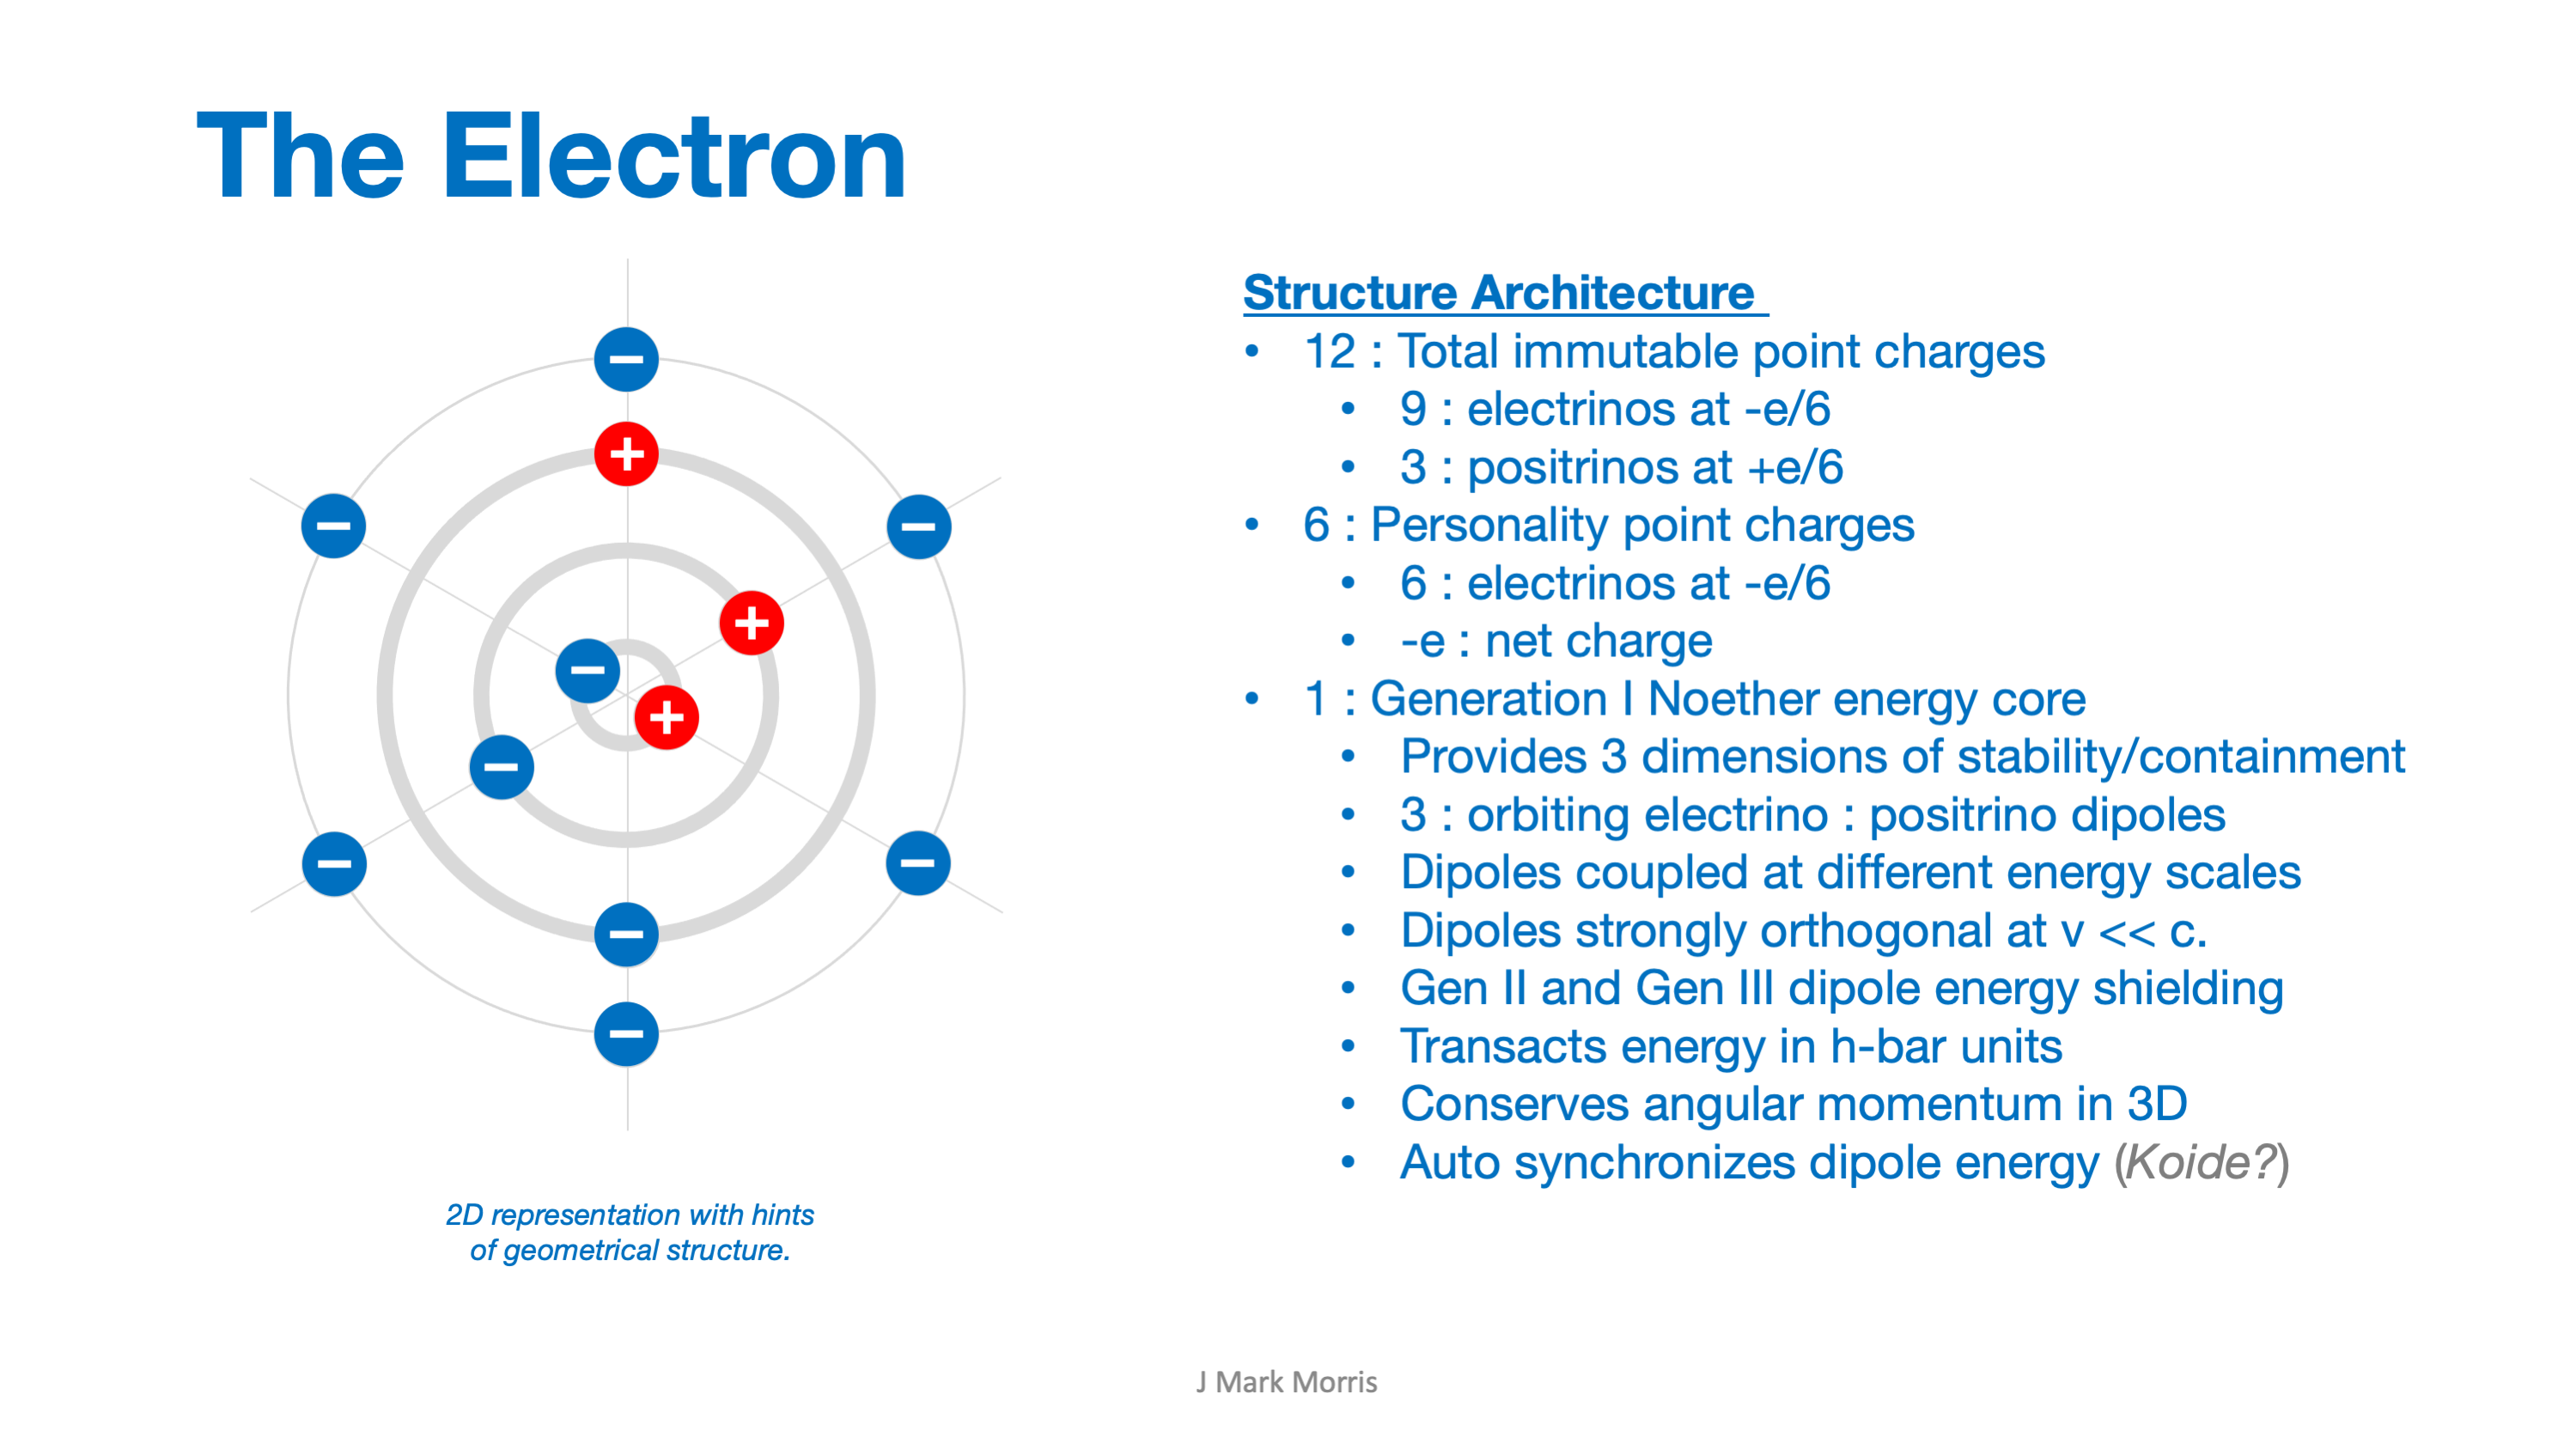 The Electron
Structure Architecture
• 12 : Total immutable point charges
• 9 : electrinos at -e/6
• 3 : positrinos at +e/6
• 6 : Personality point charges
• 6 : electrinos at -e/6
• -e : net charge
• 1 : Generation I Noether energy core
• Provides 3 dimensions of stability/containment
• 3 : orbiting electrino : positrino dipoles
• Dipoles coupled at different energy scales
• Dipoles strongly orthogonal at v << c.
• Gen II and Gen III dipole energy shielding
• Transacts energy in h-bar units
• Conserves angular momentum in 3D
• Auto synchronizes dipole energy (Koide?)
2D representation with hints
of geometrical structure.
J Mark Morris